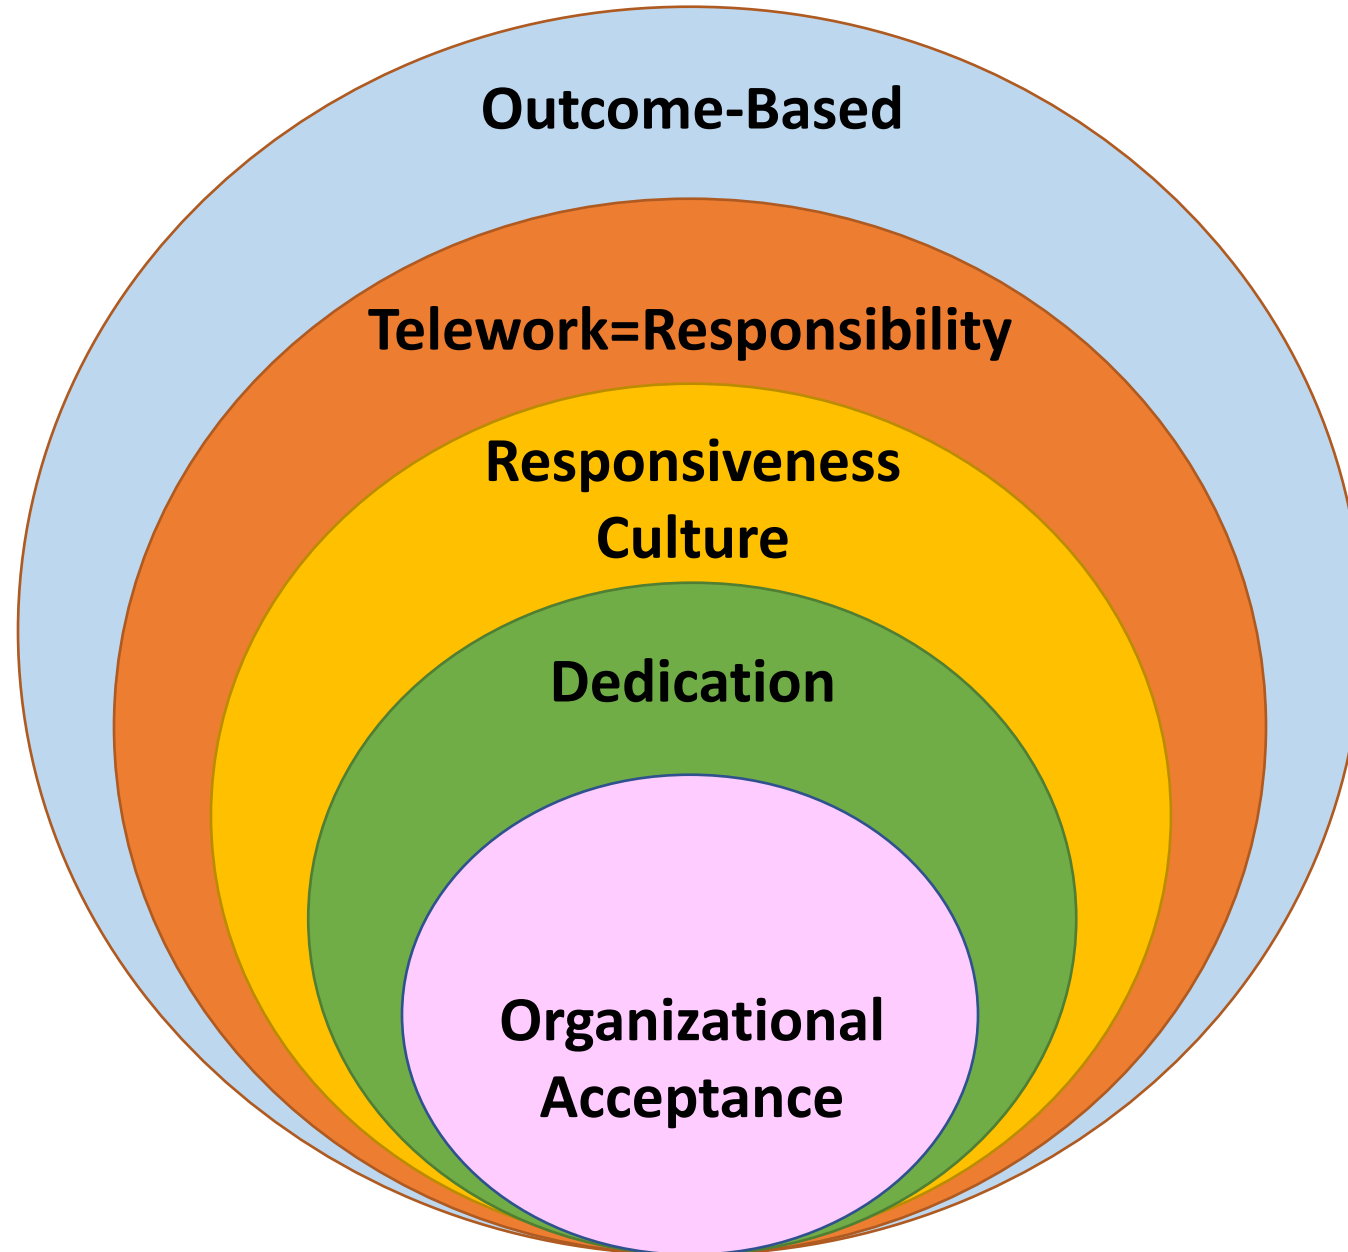 Outcome-Based
Telework=Responsibility
Responsiveness
Culture
Dedication
Organizational
Acceptance